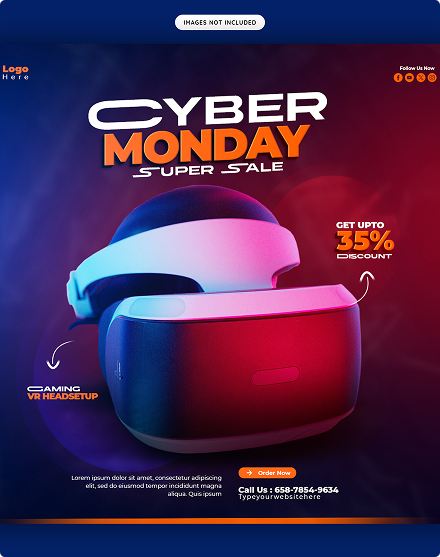 IMAGES NOT INCLUDED
Logo
Here
Follow Us Now
CYBER
MONDAY
SUPER SALE
GET UPTO
35%
DISCOUNT
GAMING
VR HEADSETUP
Lorem ipsum dolor sit amet, consectetur adipiscing
elit, sed do eiusmod tempor incididunt magna
aliqua. Quis ipsum
Order Now
Call Us : 658-7854-9634
Typeyourwebsitehere